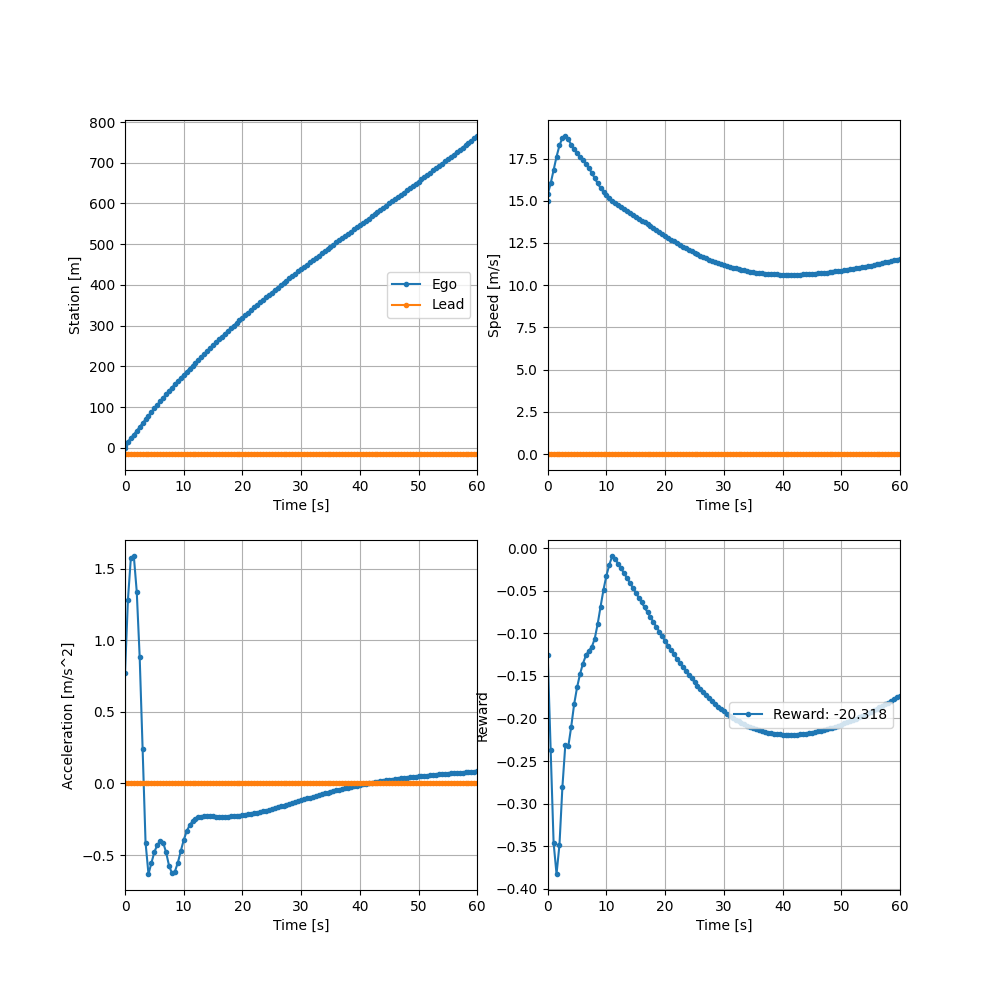 800
700
600
500
400
300
200
100
0
Station [m]
Ego
Lead
0 10 20 30 40 50 60
Time [s]
17.5
15.0
12.5
10.0
7.5
5.0
2.5
0.0
Speed [m/s]
0 10 20 30 40 50 60
Time [s]
1.5
1.0
0.5
0.0
−0.5
Acceleration [m/s^2]
0 10 20 30 40 50 60
Time [s]
0.00
−0.05
−0.10
−0.15
−0.20
−0.25
−0.30
−0.35
−0.40
Reward
Reward: -20.318
0 10 20 30 40 50 60
Time [s]